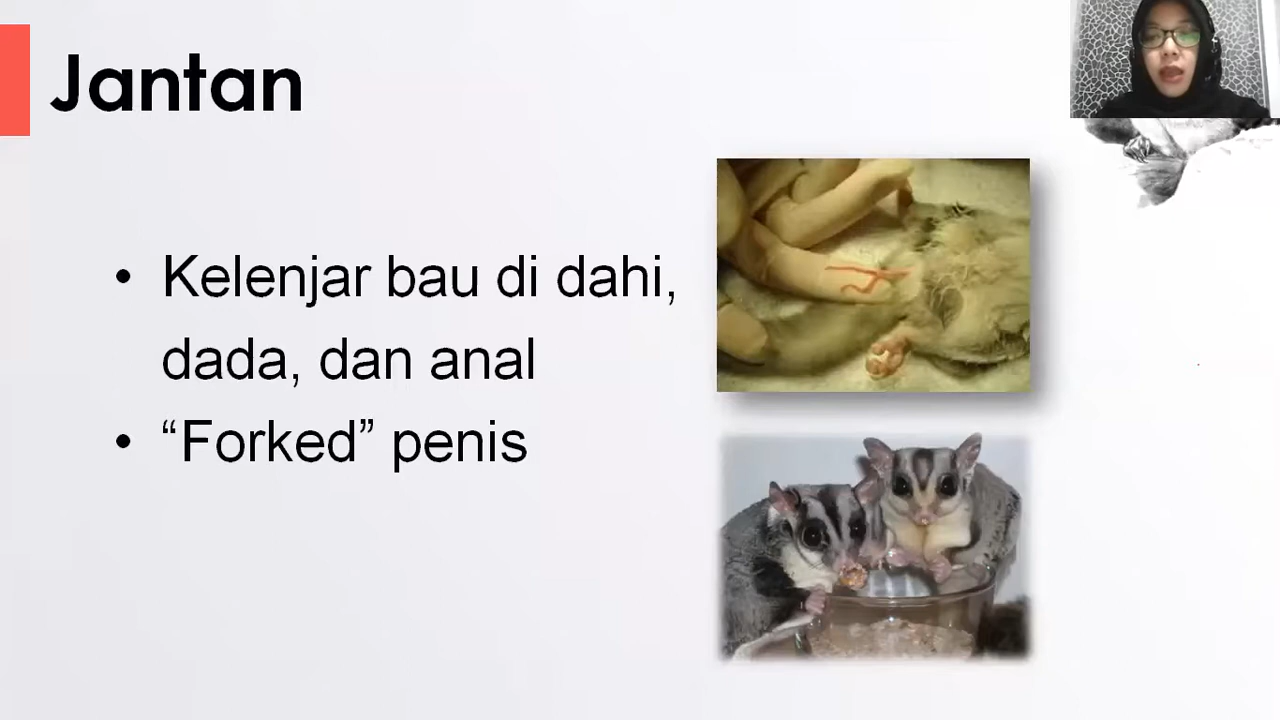 Jantan
• Kelenjar bau di dahi,
dada, dan anal
• “Forked” penis